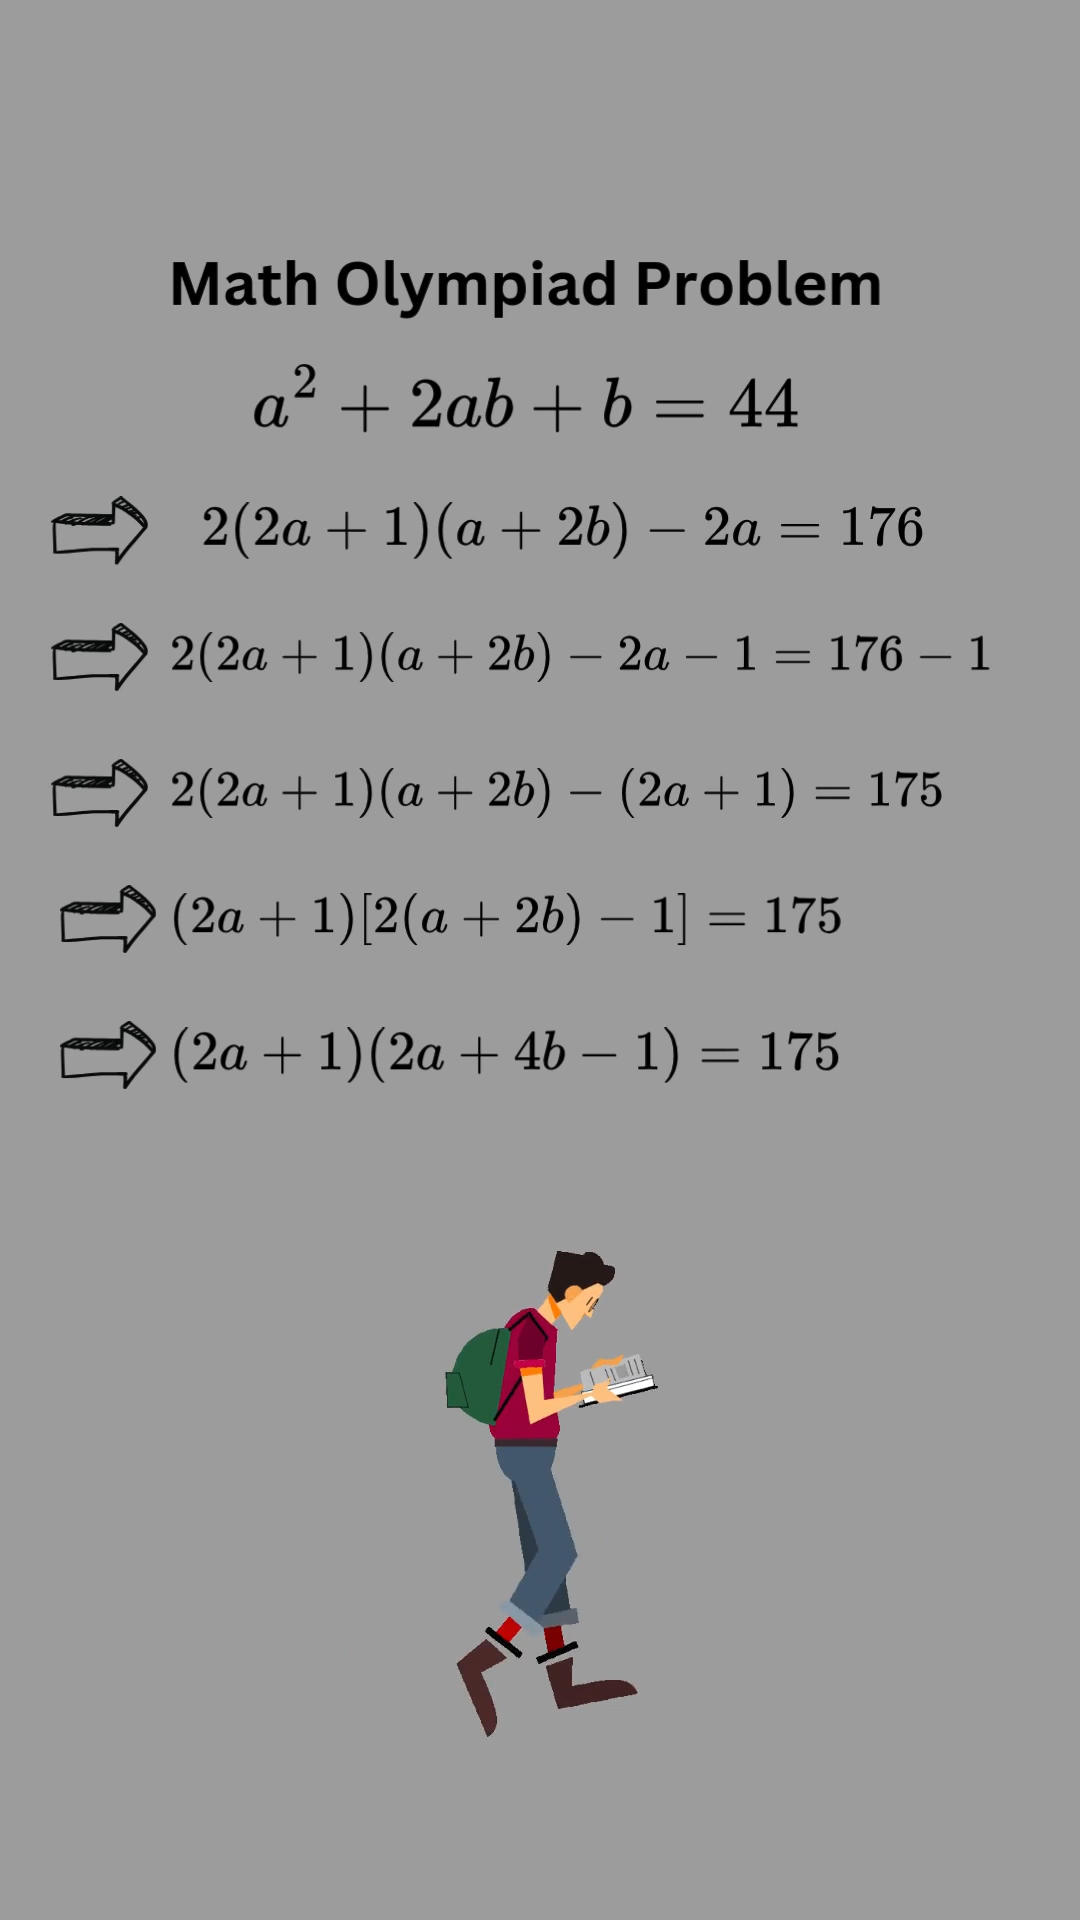 Math Olympiad Problem
a² + 2ab + b = 44
2(2a + 1)(a + 2b) − 2a = 176
2(2a + 1)(a + 2b) − 2a − 1 = 176 − 1
2(2a + 1)(a + 2b) − (2a + 1) = 175
(2a + 1)[2(a + 2b) − 1] = 175
(2a + 1)(2a + 4b − 1) = 175